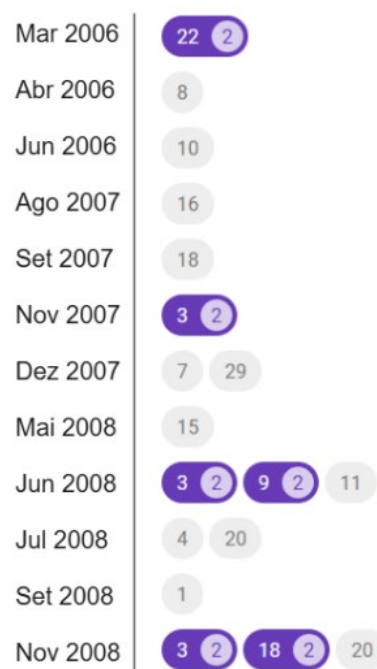 Mar 2006 22 2
Abr 2006 8
Jun 2006 10
Ago 2007 16
Set 2007 18
Nov 2007 3 2
Dez 2007 7 29
Mai 2008 15
Jun 2008 3 2 9 2 11
Jul 2008 4 20
Set 2008 1
Nov 2008 3 2 18 2 20